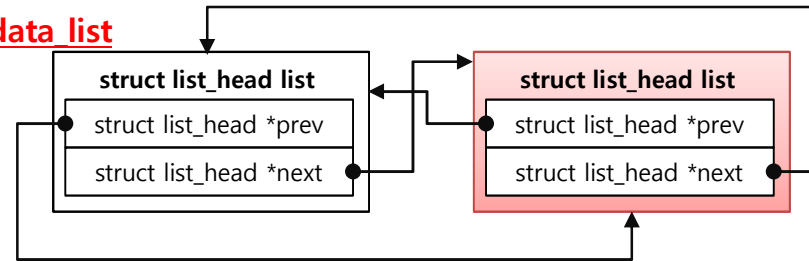 data_list
struct list_head list
struct list_head *prev
struct list_head *next
struct list_head list
struct list_head *prev
struct list_head *next